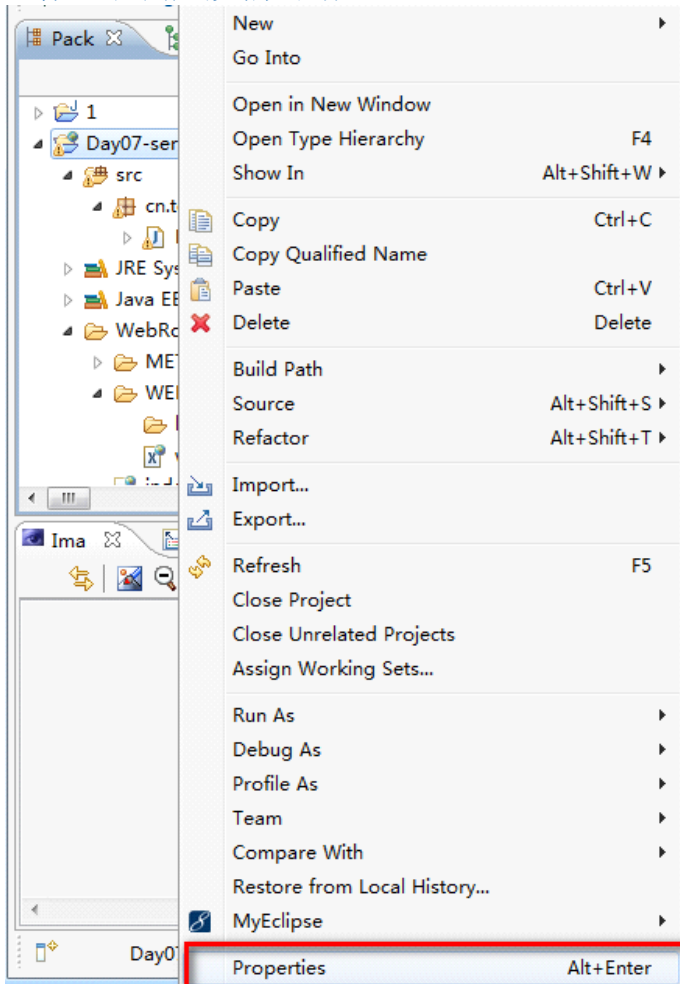 Pack
1
Day07-ser
src
cn.t
JRE Sys
Java EE
WebRo
MET
WEI
Ima
Day07
New
Go Into
Open in New Window
Open Type Hierarchy F4
Show In Alt+Shift+W
Copy Ctrl+C
Copy Qualified Name
Paste Ctrl+V
Delete Delete
Build Path
Source Alt+Shift+S
Refactor Alt+Shift+T
Import...
Export...
Refresh F5
Close Project
Close Unrelated Projects
Assign Working Sets...
Run As
Debug As
Profile As
Team
Compare With
Restore from Local History...
MyEclipse
Properties Alt+Enter